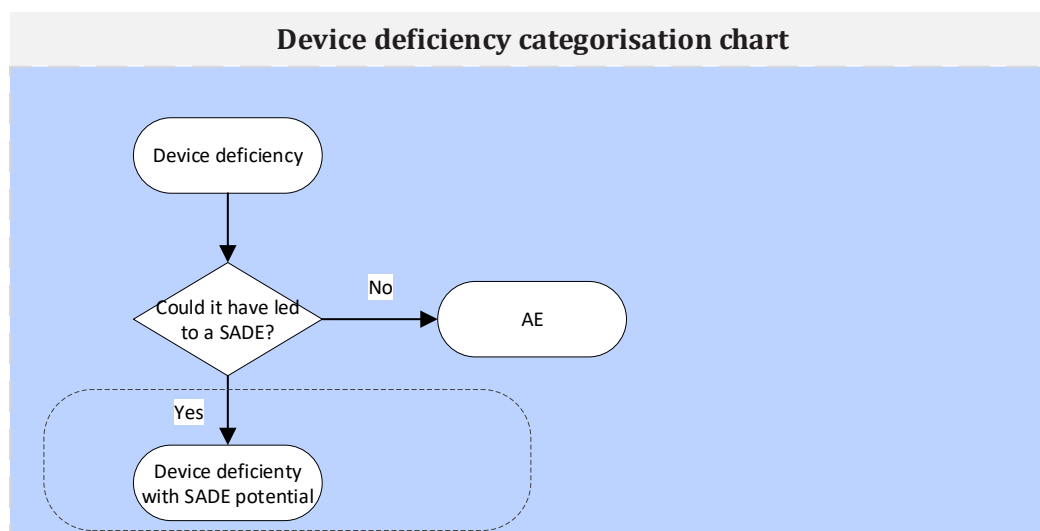 Device deficiency categorisation chart
Device deficiency
Could it have led
to a SADE?
No
AE
Yes
Device deficienty
with SADE potential